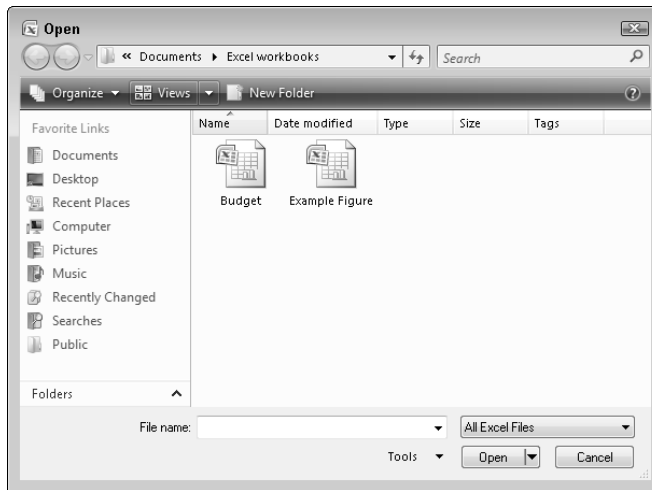 Open
« Documents ▸ Excel workbooks Search
Organize Views New Folder ?
Favorite Links
Documents
Desktop
Recent Places
Computer
Pictures
Music
Recently Changed
Searches
Public
Folders
Name Date modified Type Size Tags
Budget Example Figure
File name: All Excel Files
Tools Open Cancel